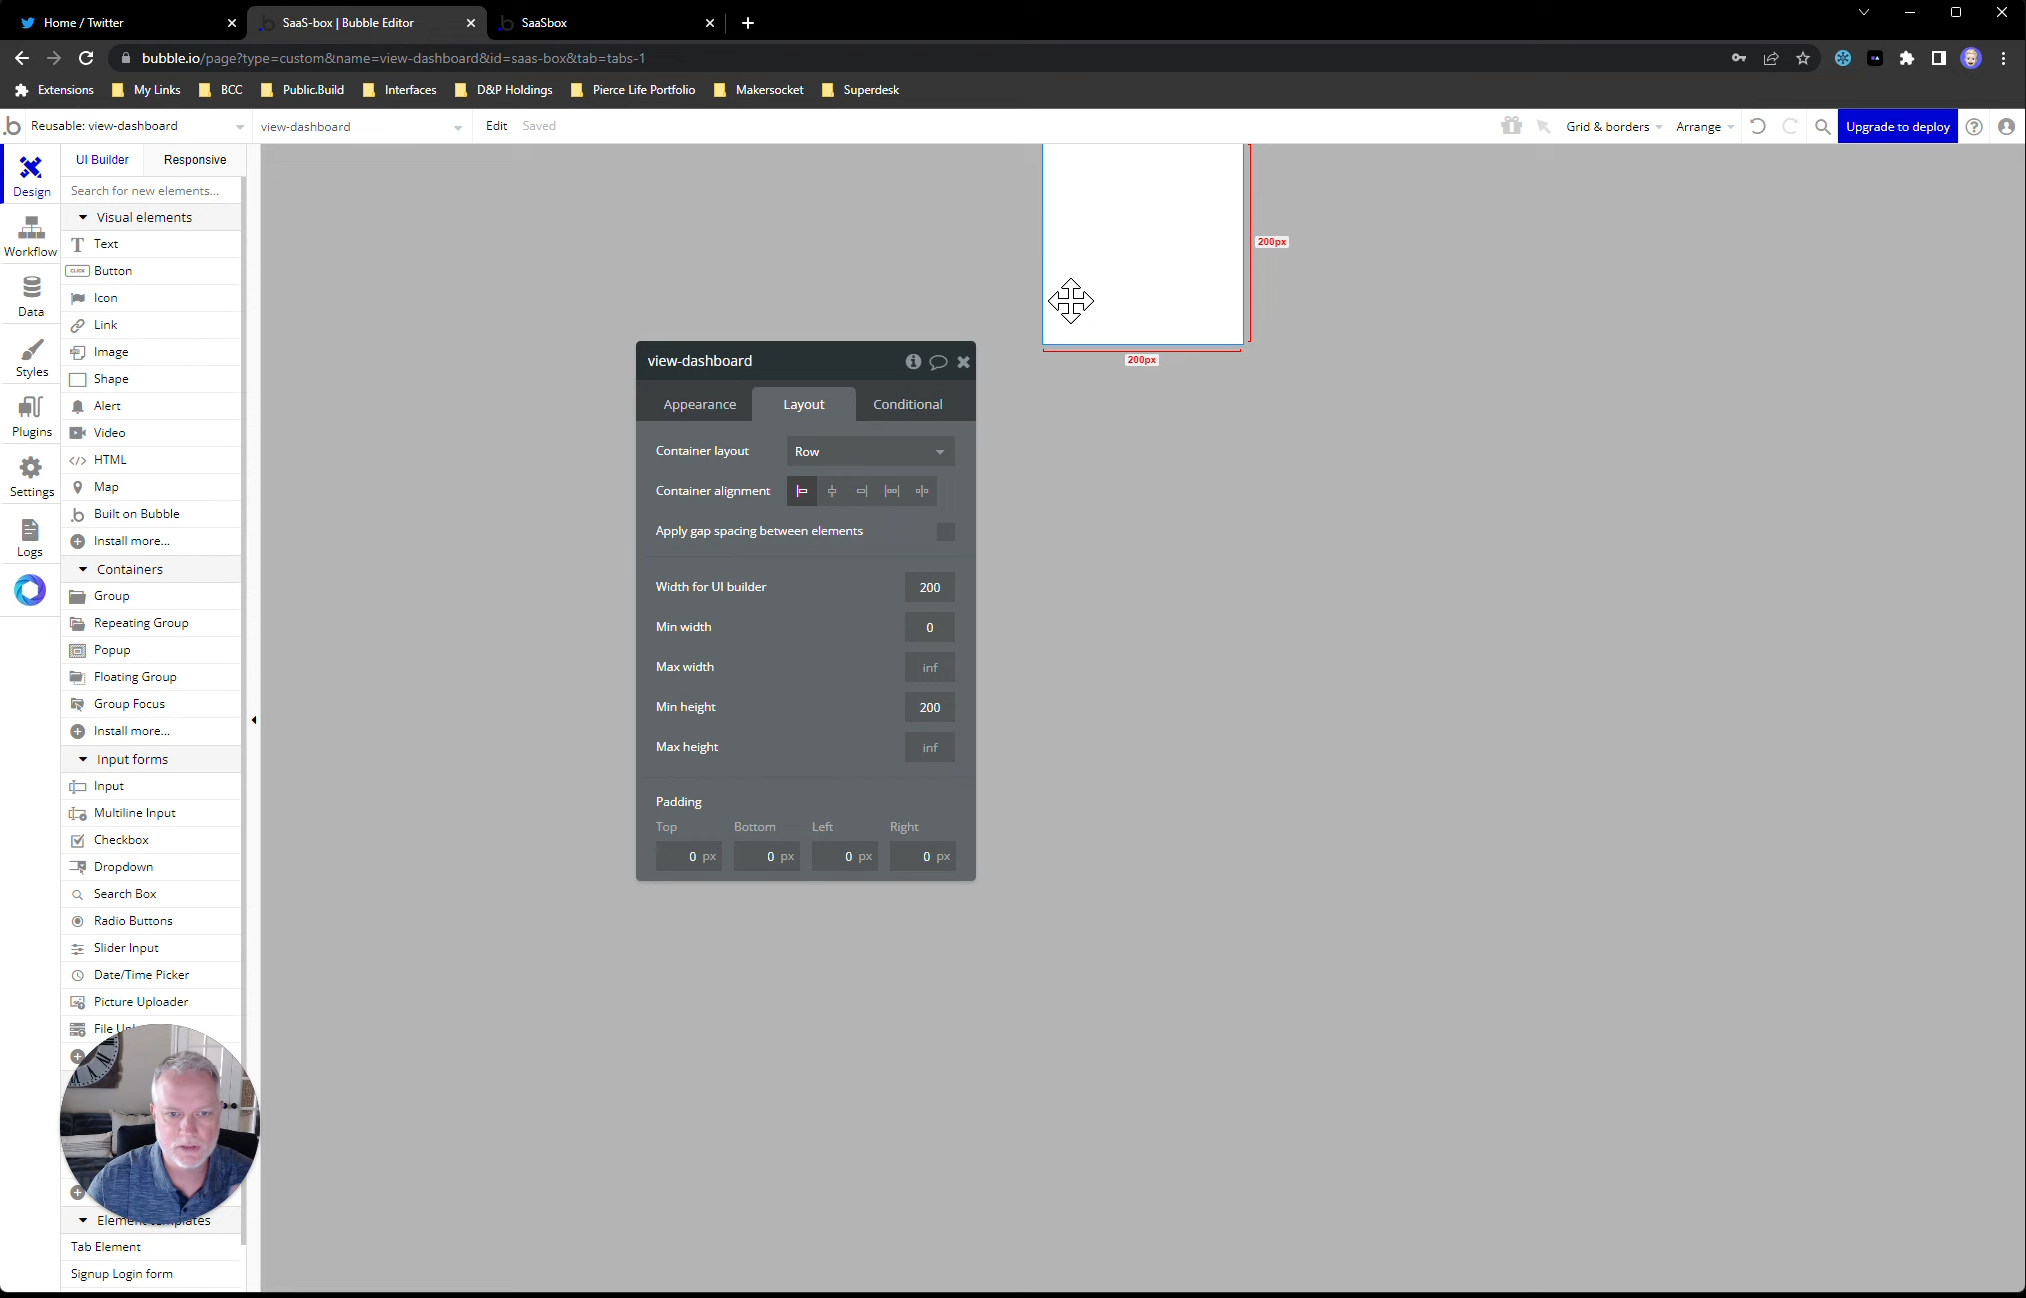 Home / Twitter
SaaS-box | Bubble Editor
SaaSbox
bubble.io/page?type=custom&name=view-dashboard&id=saas-box&tab=tabs-1
Extensions
My Links
BCC
Public.Build
Interfaces
D&P Holdings
Pierce Life Portfolio
Makersocket
Superdesk
.b
Reusable: view-dashboard
view-dashboard
Edit
Saved
Grid & borders
Arrange
Upgrade to deploy
Design
Workflow
Data
Styles
Plugins
Settings
Logs
UI Builder
Responsive
Search for new elements...
Visual elements
Text
CLICK
Button
Icon
Link
Image
Shape
Alert
Video
HTML
Map
Built on Bubble
Install more...
Containers
Group
Repeating Group
Popup
Floating Group
Group Focus
Install more...
Input forms
Input
Multiline Input
Checkbox
Dropdown
Search Box
Radio Buttons
Slider Input
Date/Time Picker
Picture Uploader
File
Tab Element
Signup Login form
200px
200px
view-dashboard
Appearance
Layout
Conditional
Container layout
Row
Container alignment
Apply gap spacing between elements
Width for UI builder
200
Min width
0
Max width
inf
Min height
200
Max height
inf
Padding
Top Bottom Left Right
0 px 0 px 0 px 0 px